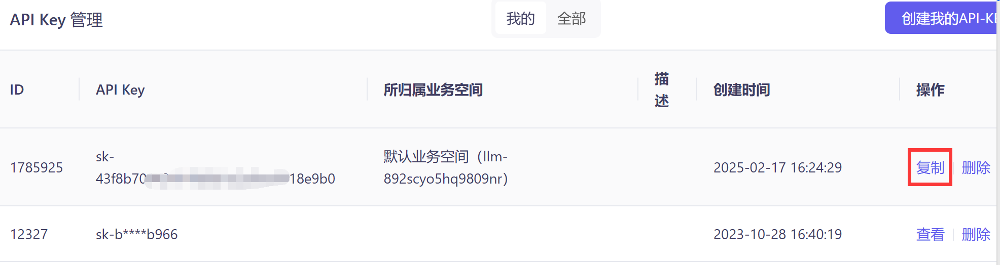 API Key 管理
我的 全部
创建我的API-KE
ID API Key 所归属业务空间 描述 创建时间 操作
sk-
43f8b70 18e9b0
1785925
默认业务空间（llm-
892scyo5hq9809nr）
2025-02-17 16:24:29 复制 删除
12327 sk-b****b966 2023-10-28 16:40:19 查看 删除